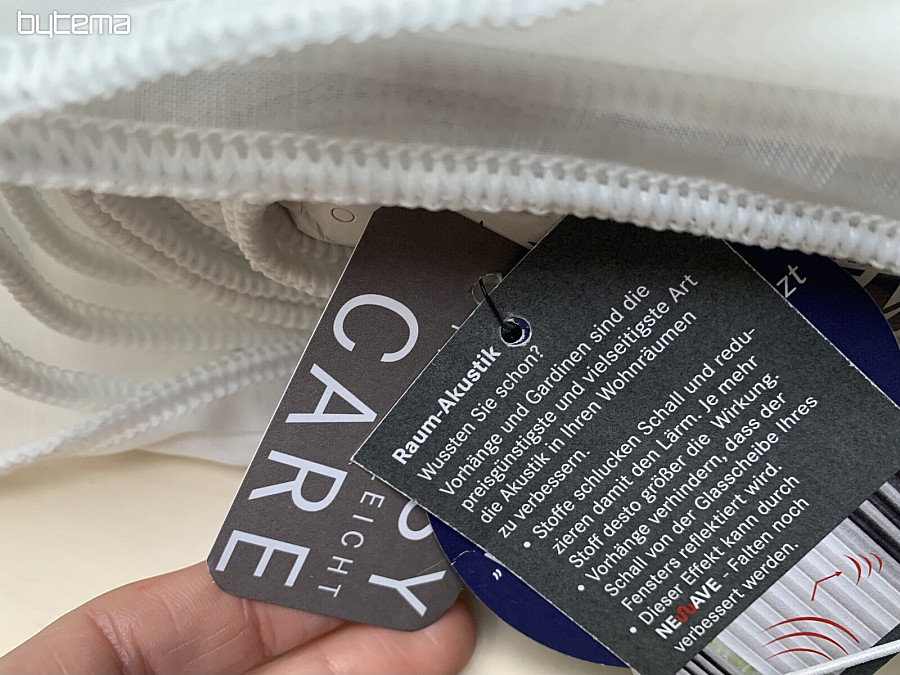 bytema
CARE
Raum-Akustik
Wussten Sie schon?
Vorhänge und Gardinen sind die
preisgünstigste und vielseitigste Art
die Akustik in Ihren Wohnräumen
zu verbessern.
• Stoffe schlucken Schall und redu-
zieren damit den Lärm. Je mehr
Stoff desto größer die Wirkung.
• Vorhänge verhindern, dass der
Schall von der Glasscheibe Ihres
Fensters reflektiert wird.
• Dieser Effekt kann durch
NEWWAVE - Falten noch
verbessert werden.